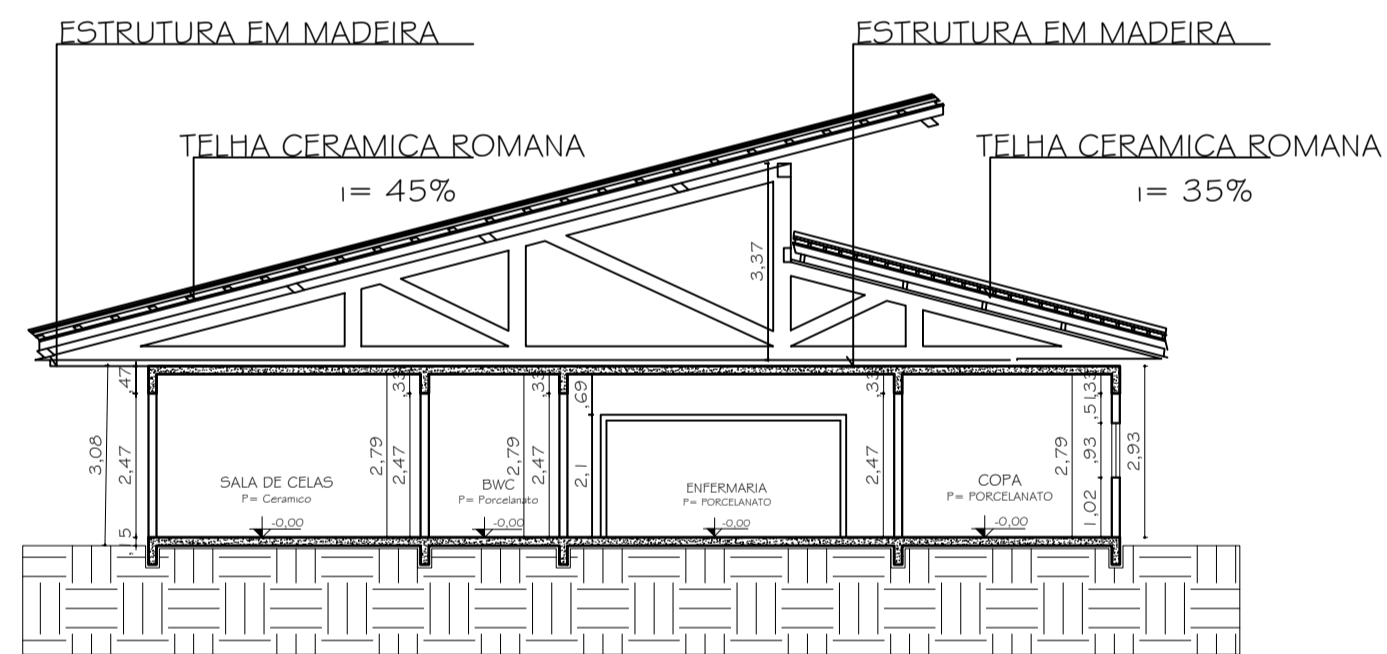 ESTRUTURA EM MADEIRA
ESTRUTURA EM MADEIRA
TELHA CERAMICA ROMANA
TELHA CERAMICA ROMANA
i= 45%
i= 35%
3,37
,47
,33
,33
,69
,33
,33
,51
3,08
2,47
2,79
2,47
2,79
2,47
2,1
2,47
2,79
,93
2,93
SALA DE CELAS
P= Ceramico
BWC
P= Porcelanato
ENFERMARIA
P= PORCELANATO
COPA
P= PORCELANATO
1,02
,15
-0,00
-0,00
-0,00
-0,00